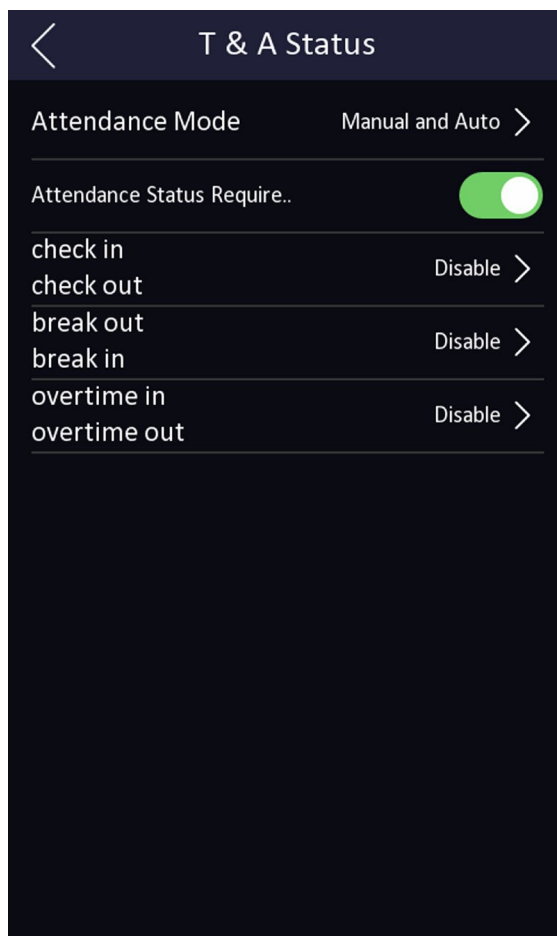 T & A Status
Attendance Mode Manual and Auto
Attendance Status Require..
check in
check out
Disable
break out
break in
Disable
overtime in
overtime out
Disable